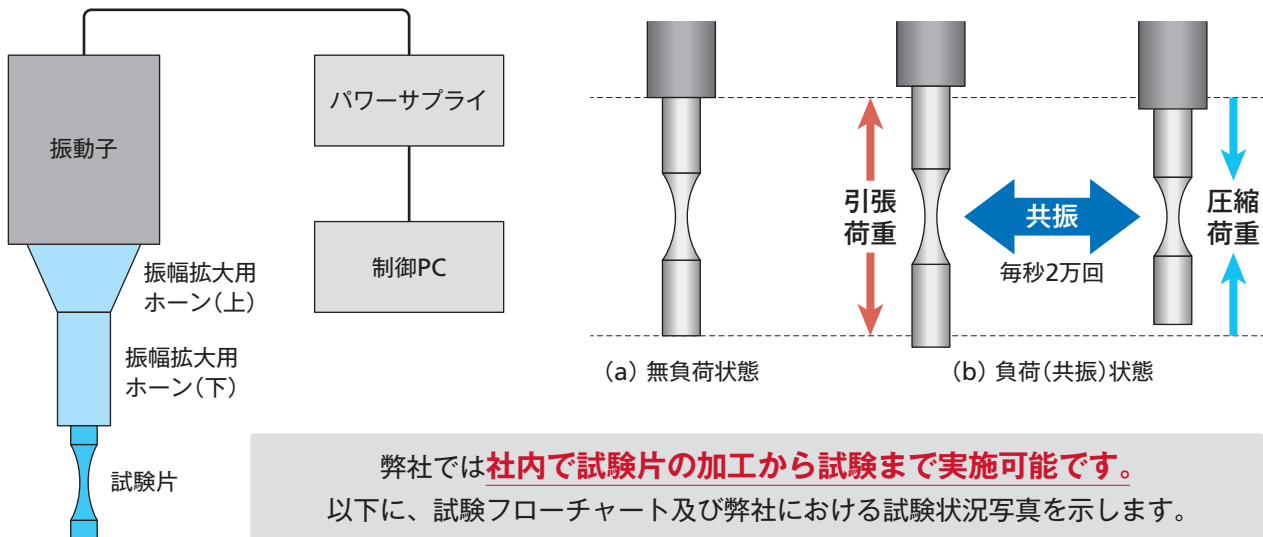 振動子
パワーサプライ
制御PC
振幅拡大用
ホーン(上)
振幅拡大用
ホーン(下)
試験片
引張
荷重
共振
毎秒2万回
圧縮
荷重
(a) 無負荷状態
(b) 負荷(共振)状態
弊社では社内で試験片の加工から試験まで実施可能です。
以下に、試験フローチャート及び弊社における試験状況写真を示します。